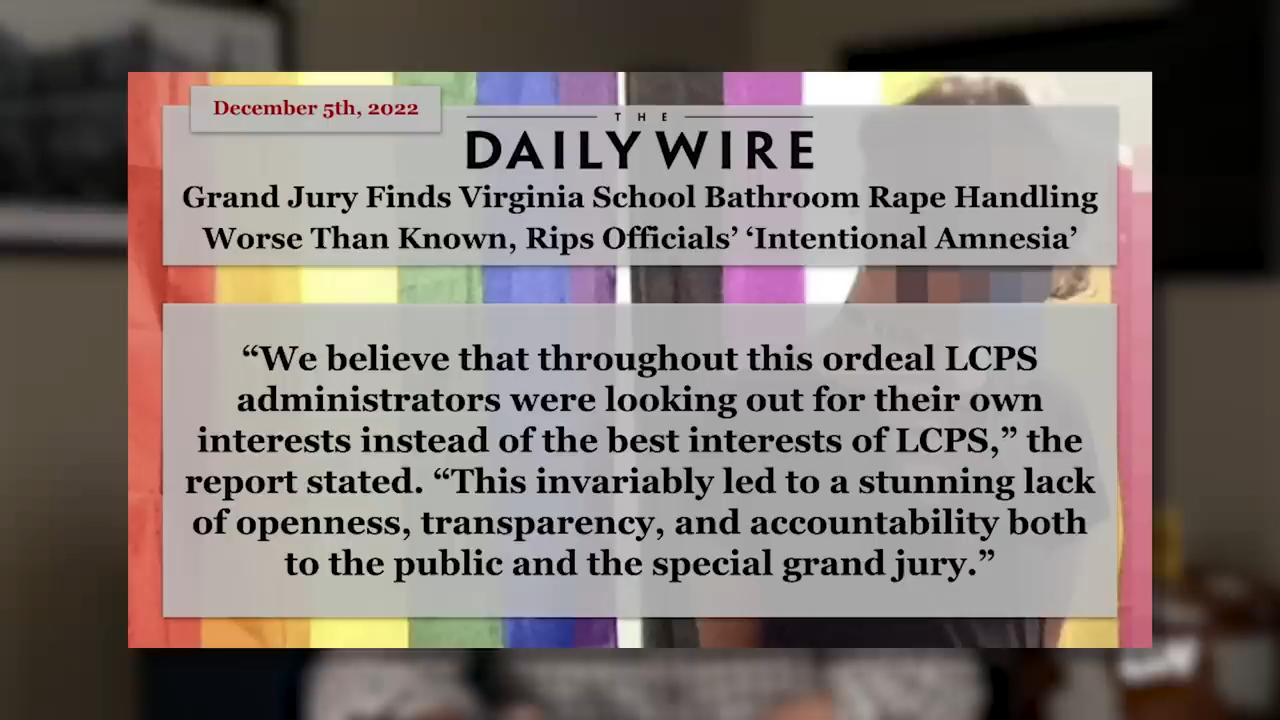 December 5th, 2022
THE
DAILY WIRE
Grand Jury Finds Virginia School Bathroom Rape Handling
Worse Than Known, Rips Officials’ ‘Intentional Amnesia’
“We believe that throughout this ordeal LCPS
administrators were looking out for their own
interests instead of the best interests of LCPS,” the
report stated. “This invariably led to a stunning lack
of openness, transparency, and accountability both
to the public and the special grand jury.”